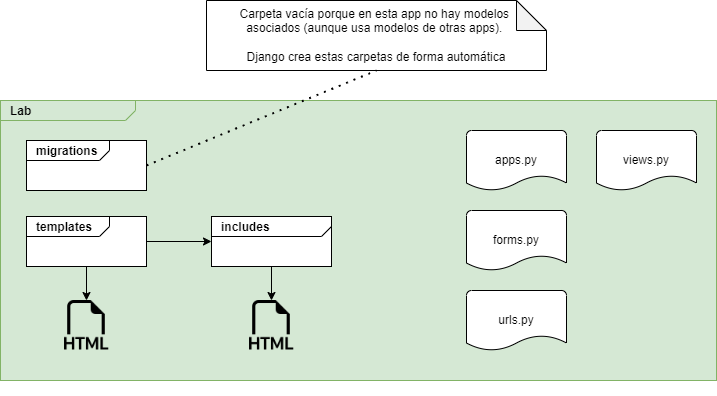 Carpeta vacía porque en esta app no hay modelos
asociados (aunque usa modelos de otras apps).
Django crea estas carpetas de forma automática
Lab
migrations
apps.py
views.py
templates
includes
forms.py
HTML
HTML
urls.py